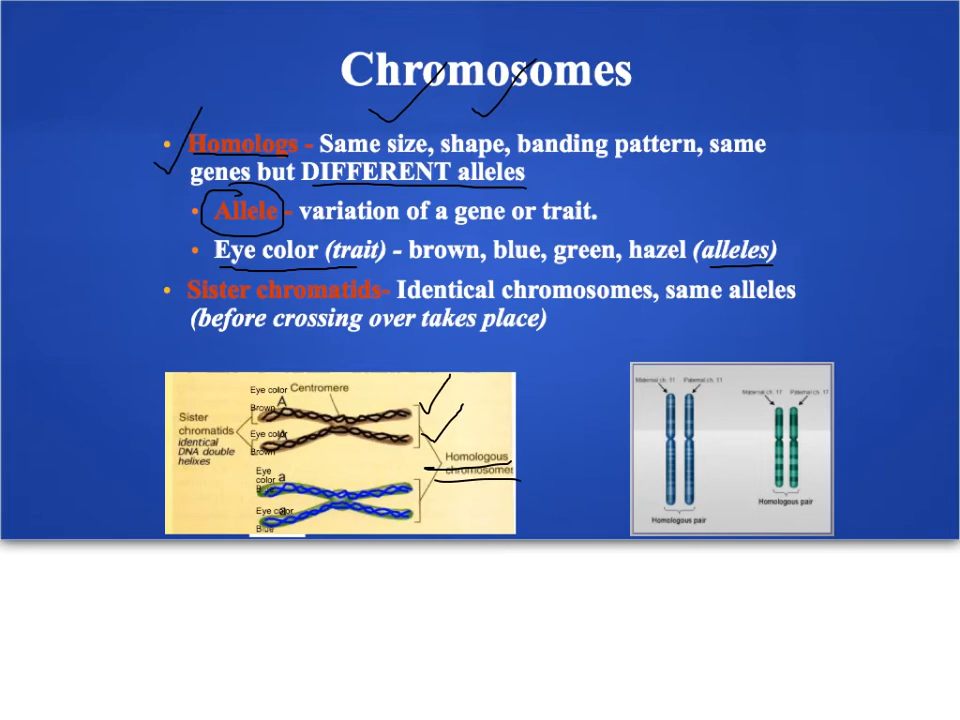 Chromosomes
• Homologs - Same size, shape, banding pattern, same
genes but DIFFERENT alleles
• Allele - variation of a gene or trait.
• Eye color (trait) - brown, blue, green, hazel (alleles)
• Sister chromatids- Identical chromosomes, same alleles
(before crossing over takes place)
Eye color Centromere
Brown A
Sister
chromatids
identical
DNA double
helixes
Eye color
Brown
Homologous
chromosomes
Eye
color a
Eye color
Blue
Maternal ch. 11 Paternal ch. 11
Maternal ch. 17 Paternal ch. 17
Homologous pair
Homologous pair